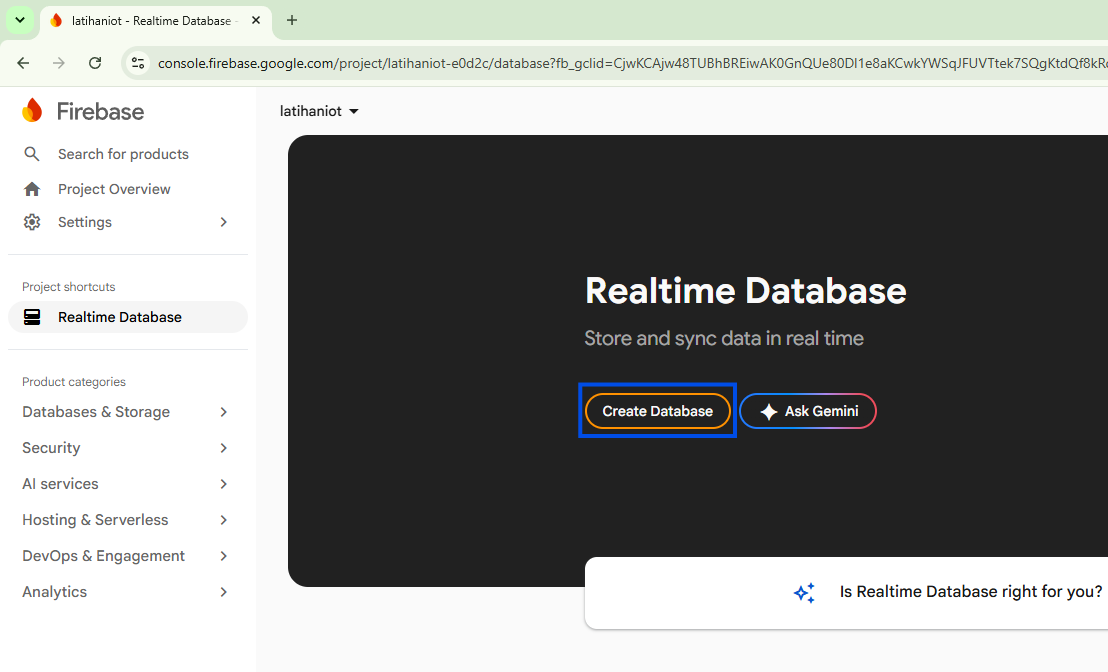 latihaniot - Realtime Database -
console.firebase.google.com/project/latihaniot-e0d2c/database?fb_gclid=CjwKCAjw48TUBhBREiwAK0GnQUe80DI1e8aKCwkYWSqJFUVTtek7SQgKtdQf8kR
Firebase
latihaniot
Search for products
Project Overview
Settings
Project shortcuts
Realtime Database
Product categories
Databases & Storage
Security
AI services
Hosting & Serverless
DevOps & Engagement
Analytics
Realtime Database
Store and sync data in real time
Create Database
Ask Gemini
Is Realtime Database right for you?